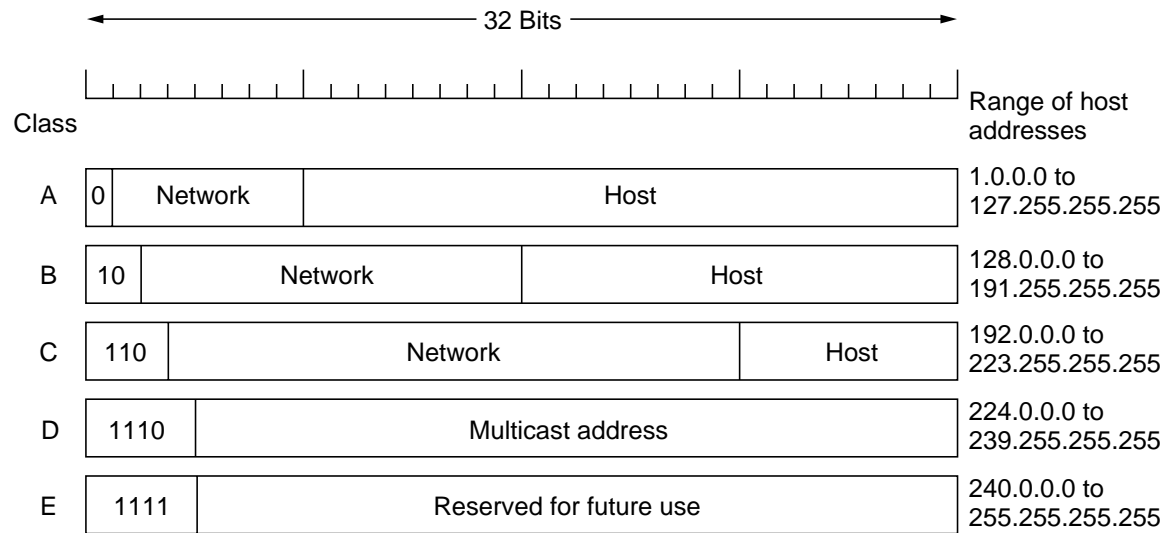 32 Bits
Range of host
addresses
Class
A
0
Network
Host
1.0.0.0 to
127.255.255.255
B
10
Network
Host
128.0.0.0 to
191.255.255.255
C
110
Network
Host
192.0.0.0 to
223.255.255.255
D
1110
Multicast address
224.0.0.0 to
239.255.255.255
E
1111
Reserved for future use
240.0.0.0 to
255.255.255.255